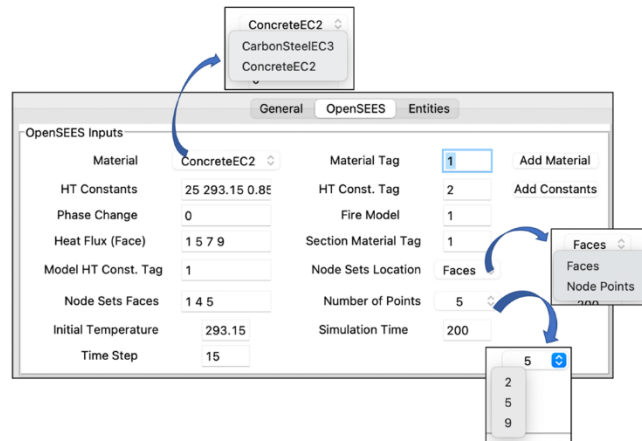 ConcreteEC2
CarbonSteelEC3
ConcreteEC2
General OpenSEES Entities
OpenSEES Inputs
Material ConcreteEC2 Material Tag 1 Add Material
HT Constants 25 293.15 0.85 HT Const. Tag 2 Add Constants
Phase Change 0 Fire Model 1
Heat Flux (Face) 1 5 7 9 Section Material Tag 1
Faces
Model HT Const. Tag 1 Node Sets Location Faces
Faces
Node Points
Node Sets Faces 1 4 5 Number of Points 5
Initial Temperature 293.15 Simulation Time 200
Time Step 15
5
2
5
9